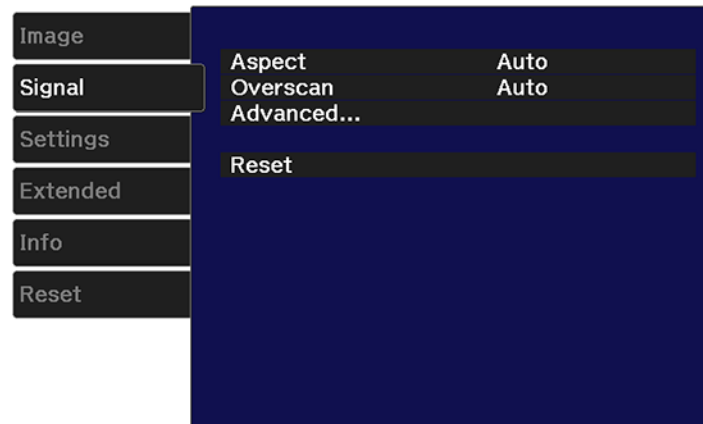 Image
Signal
Settings
Extended
Info
Reset
Aspect Auto
Overscan Auto
Advanced...
Reset